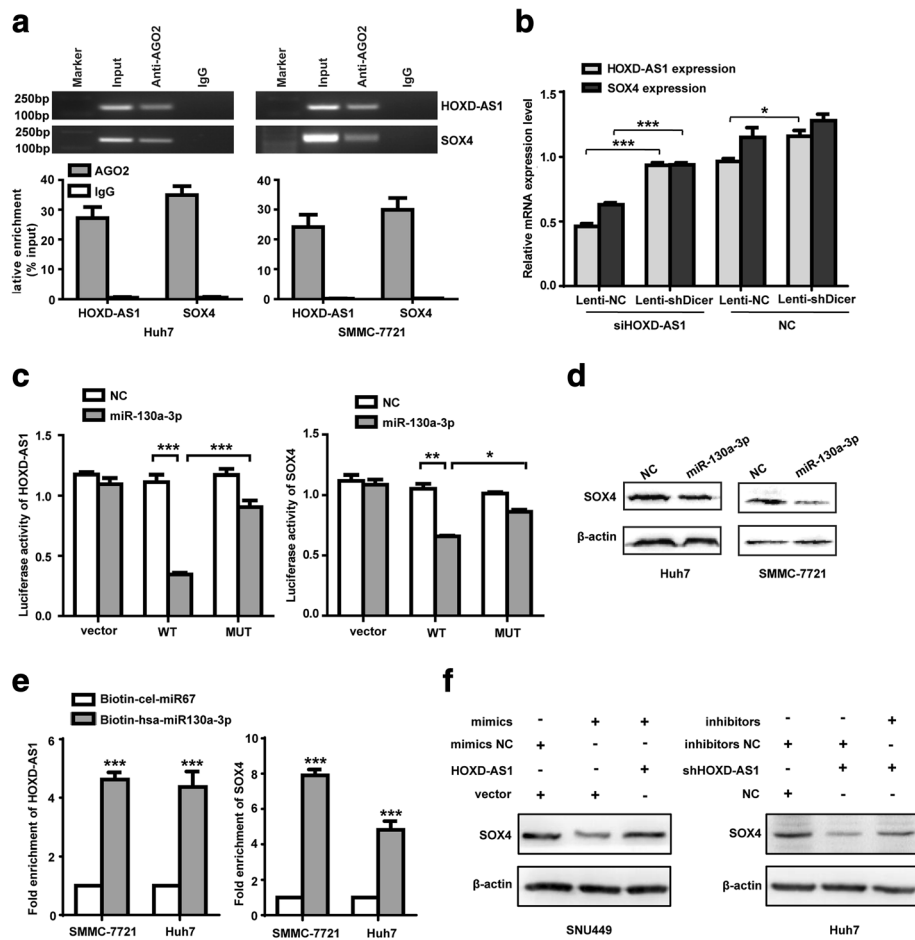 a
Marker
Input
Anti-AGO2
IgG
Marker
Input
Anti-AGO2
IgG
250bp
100bp
HOXD-AS1
250bp
100bp
SOX4
AGO2
IgG
lative enrichment
(% input)
40
30
20
10
0
HOXD-AS1
SOX4
Huh7
40
30
20
10
0
HOXD-AS1
SOX4
SMMC-7721
b
HOXD-AS1 expression
SOX4 expression
Relative mRNA expression level
1.5
1.0
0.5
0.0
***
***
*
Lenti-NC
Lenti-shDicer
Lenti-NC
Lenti-shDicer
siHOXD-AS1
NC
c
NC
miR-130a-3p
Luciferase activity of HOXD-AS1
1.5
1.0
0.5
0.0
***
***
vector
WT
MUT
NC
miR-130a-3p
Luciferase activity of SOX4
1.5
1.0
0.5
0.0
**
*
vector
WT
MUT
d
NC
miR-130a-3p
NC
miR-130a-3p
SOX4
β-actin
Huh7
SMMC-7721
e
Biotin-cel-miR67
Biotin-hsa-miR130a-3p
Fold enrichment of HOXD-AS1
6
4
2
0
***
***
SMMC-7721
Huh7
Fold enrichment of SOX4
10
8
6
4
2
0
***
***
SMMC-7721
Huh7
f
mimics - + +
mimics NC + - -
HOXD-AS1 - - +
vector + + -
SOX4
β-actin
SNU449
inhibitors - - +
inhibitors NC + + -
shHOXD-AS1 - + +
NC + - -
SOX4
β-actin
Huh7